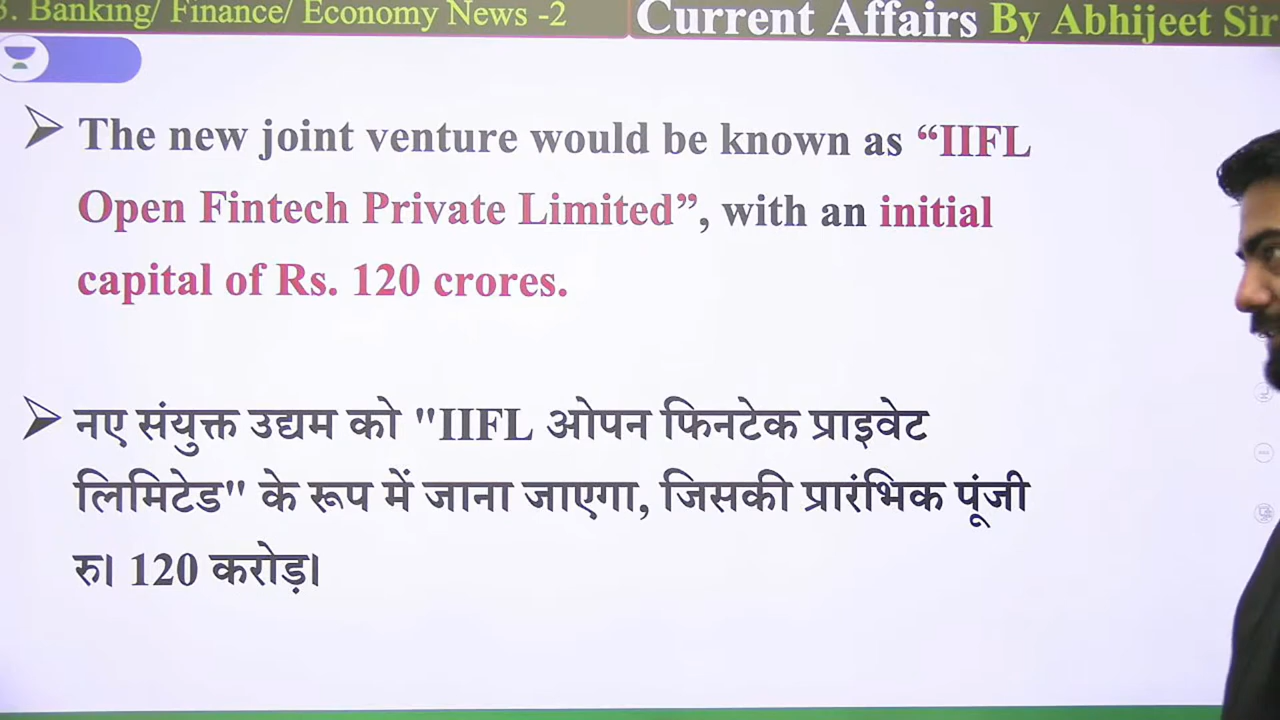 3. Banking/ Finance/ Economy News -2
Current Affairs By Abhijeet Sir
➢ The new joint venture would be known as “IIFL
Open Fintech Private Limited”, with an initial
capital of Rs. 120 crores.
➢ नए संयुक्त उद्यम को "IIFL ओपन फिनटेक प्राइवेट
लिमिटेड" के रूप में जाना जाएगा, जिसकी प्रारंभिक पूंजी
रु। 120 करोड़।